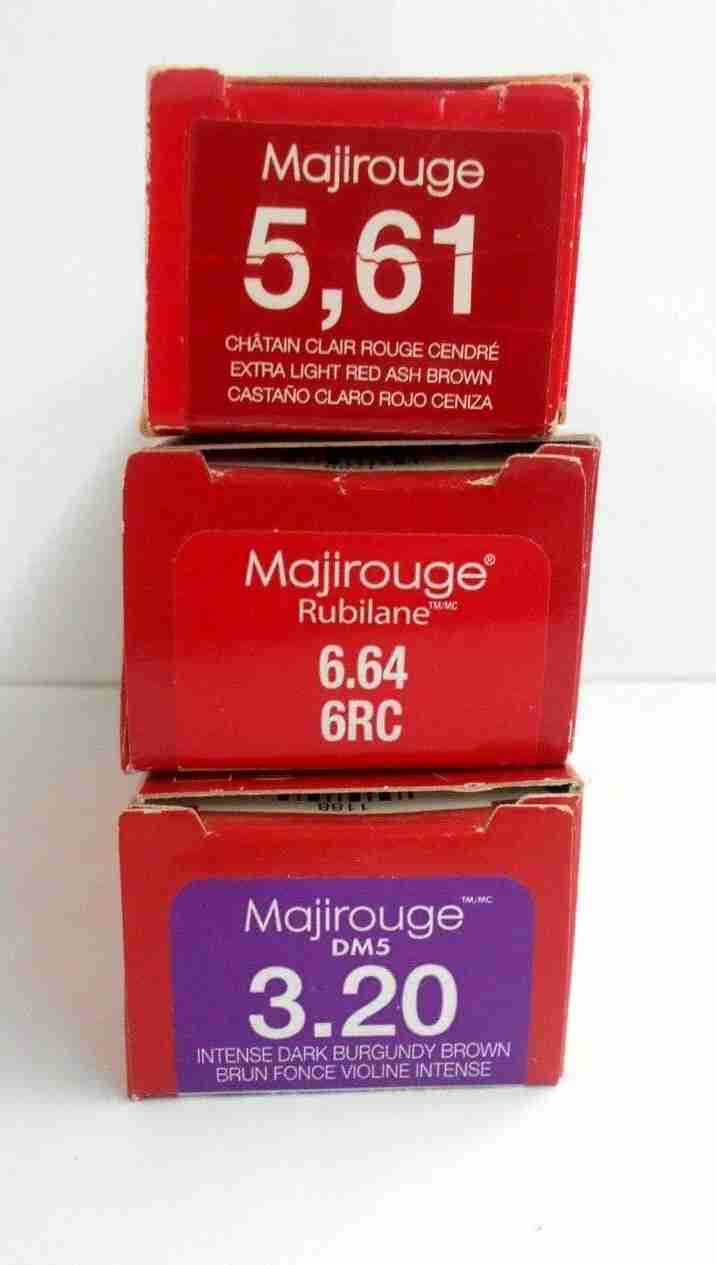 Majirouge
5,61
CHÂTAIN CLAIR ROUGE CENDRÉ
EXTRA LIGHT RED ASH BROWN
CASTAÑO CLARO ROJO CENIZA
Majirouge®
Rubilane™/MC
6.64
6RC
1188
Majirouge™/MC
DM5
3.20
INTENSE DARK BURGUNDY BROWN
BRUN FONCE VIOLINE INTENSE